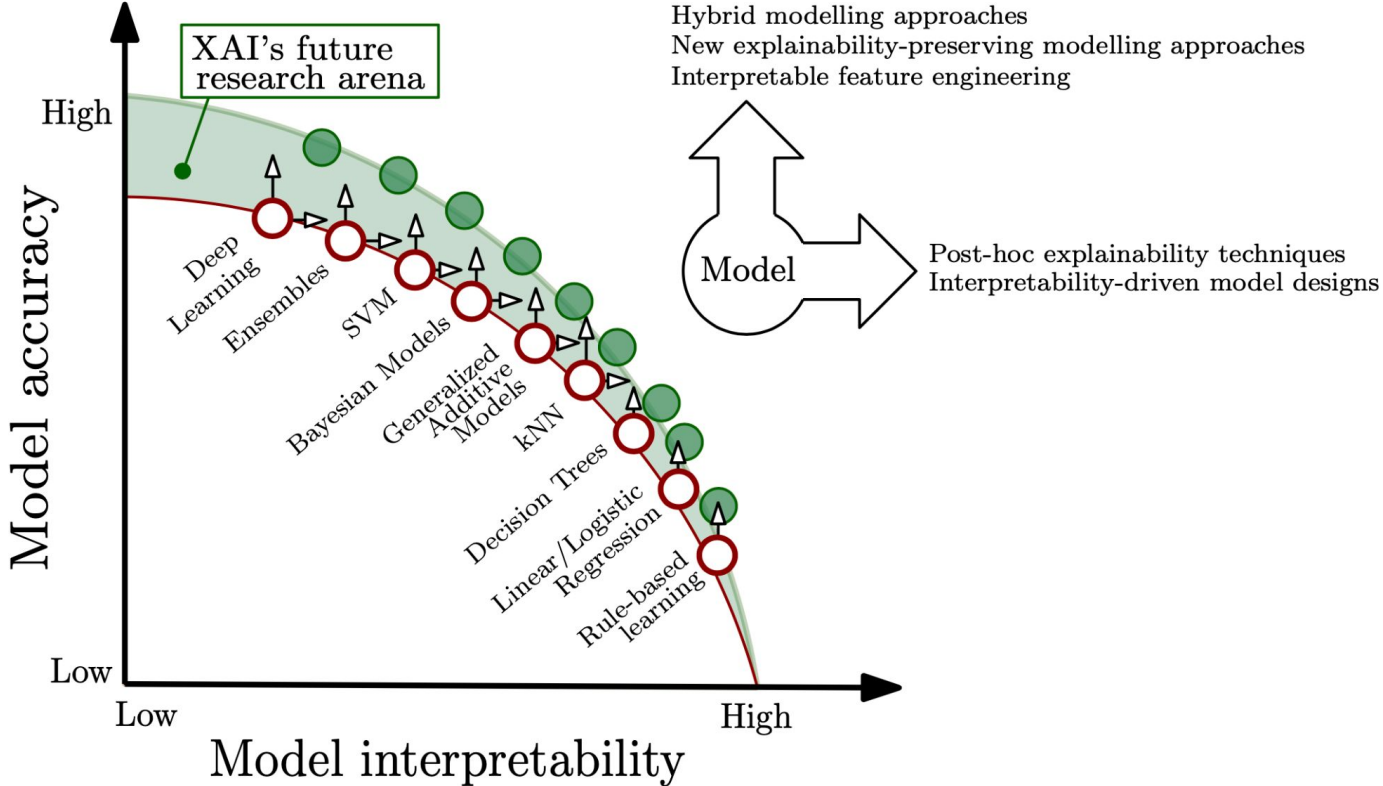 XAI's future
research arena
Hybrid modelling approaches
New explainability-preserving modelling approaches
Interpretable feature engineering
High
Model accuracy
Deep
Learning
Ensembles
SVM
Bayesian Models
Generalized
Additive
Models
kNN
Decision Trees
Linear/Logistic
Regression
Rule-based
learning
Model
Post-hoc explainability techniques
Interpretability-driven model designs
Low
Low
High
Model interpretability